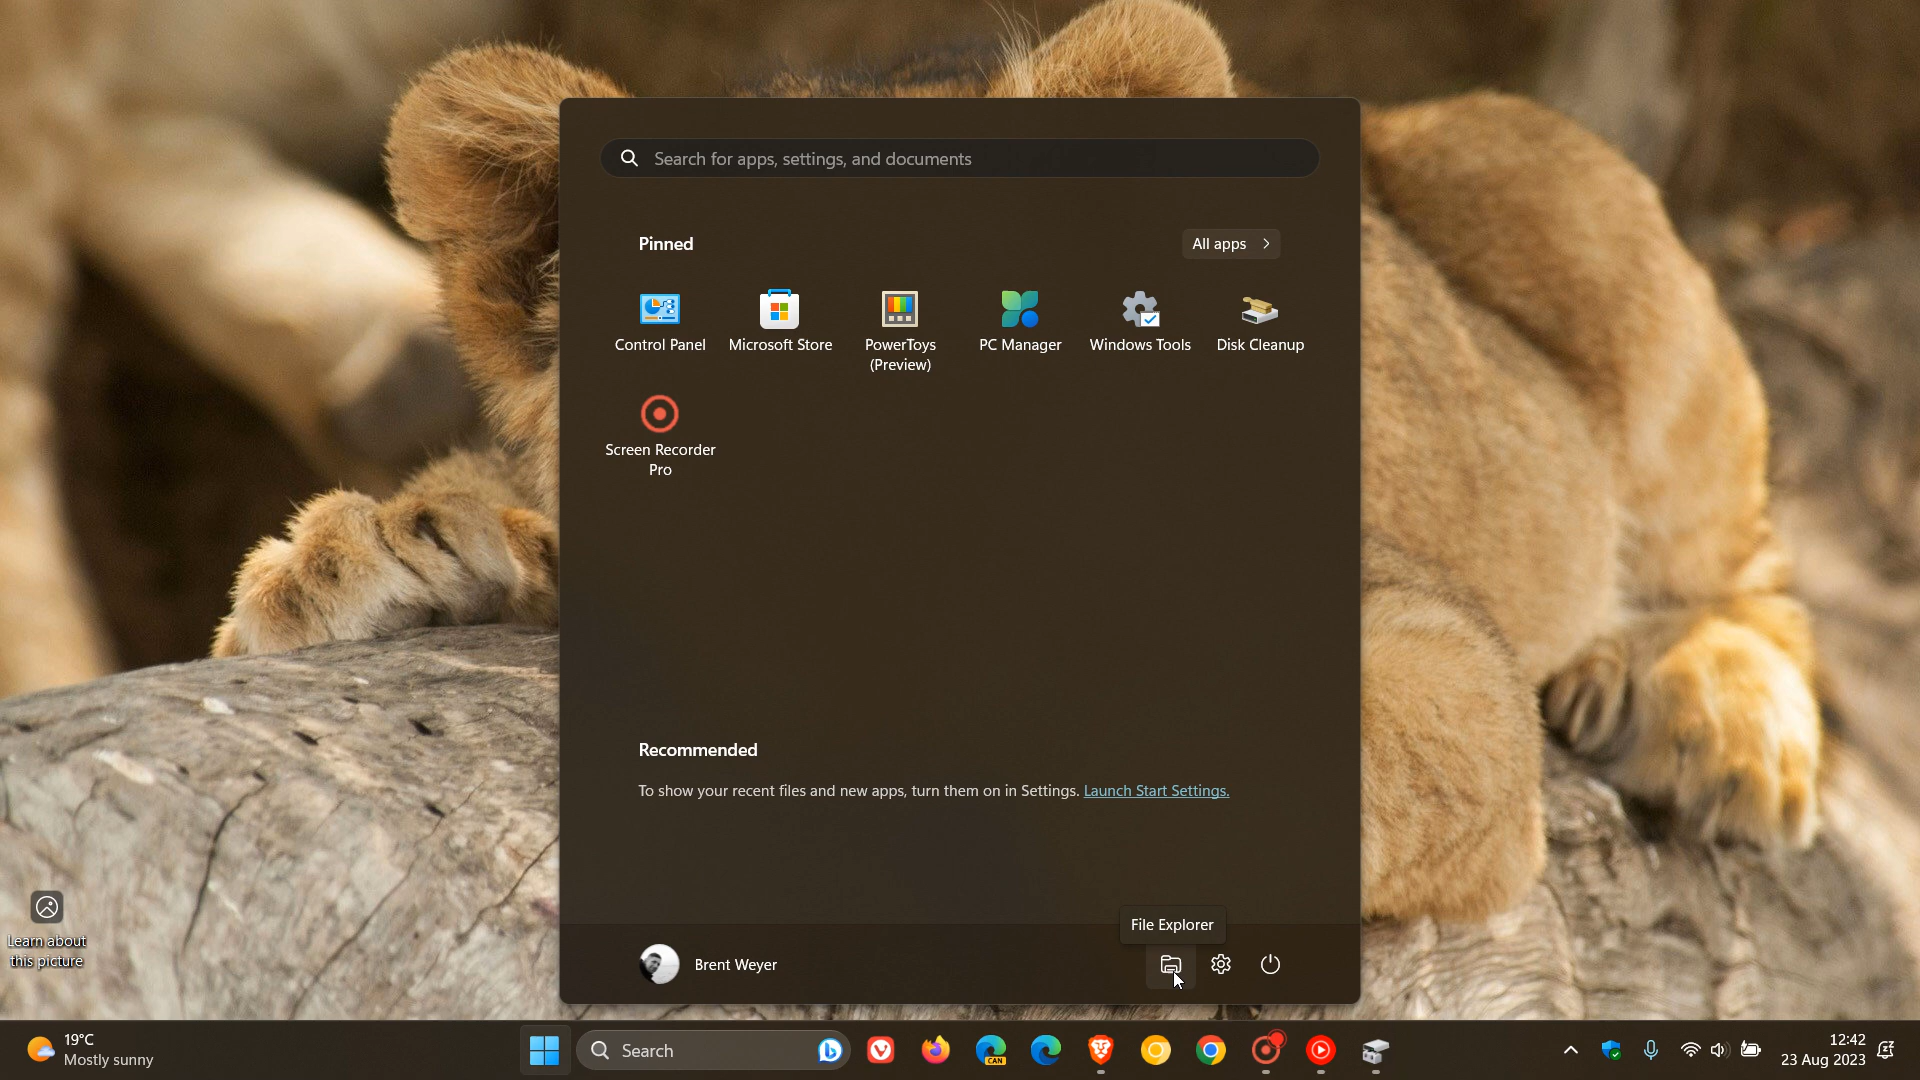 Search for apps, settings, and documents
Pinned
All apps
Control Panel
Microsoft Store
PowerToys
(Preview)
PC Manager
Windows Tools
Disk Cleanup
Screen Recorder
Pro
Recommended
To show your recent files and new apps, turn them on in Settings. Launch Start Settings.
File Explorer
Brent Weyer
Learn about
this picture
19°C
Mostly sunny
Search
CAN
12:42
23 Aug 2023